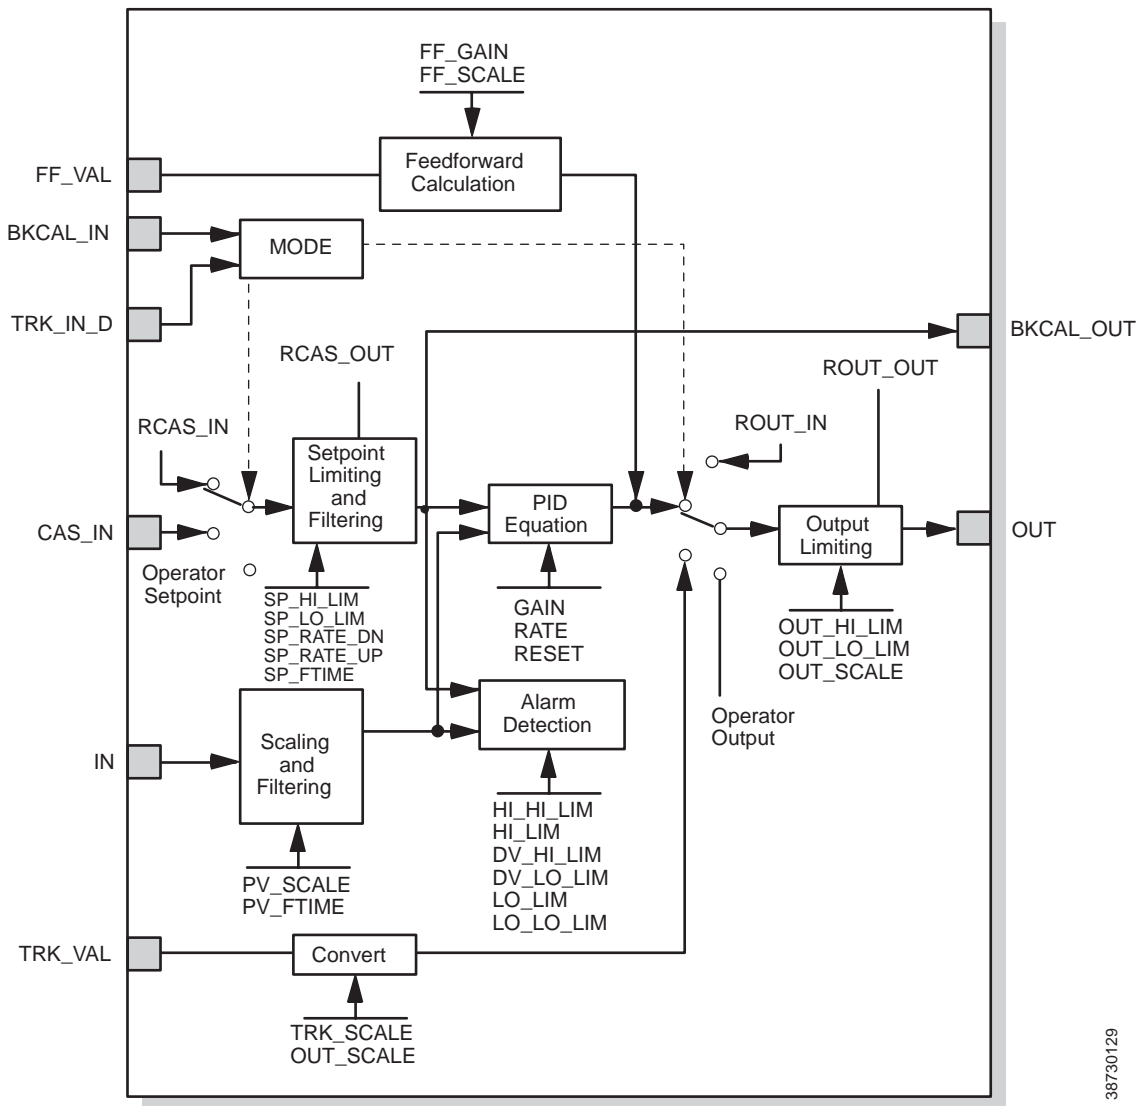 FF_GAIN
FF_SCALE
Feedforward
Calculation
FF_VAL
BKCAL_IN
MODE
TRK_IN_D
BKCAL_OUT
RCAS_OUT
ROUT_OUT
RCAS_IN
ROUT_IN
Setpoint
Limiting
and
Filtering
PID
Equation
Output
Limiting
CAS_IN
OUT
Operator
Setpoint
SP_HI_LIM
SP_LO_LIM
SP_RATE_DN
SP_RATE_UP
SP_FTIME
GAIN
RATE
RESET
OUT_HI_LIM
OUT_LO_LIM
OUT_SCALE
Alarm
Detection
Operator
Output
IN
Scaling
and
Filtering
HI_HI_LIM
HI_LIM
DV_HI_LIM
DV_LO_LIM
LO_LIM
LO_LO_LIM
PV_SCALE
PV_FTIME
TRK_VAL
Convert
TRK_SCALE
OUT_SCALE
38730129